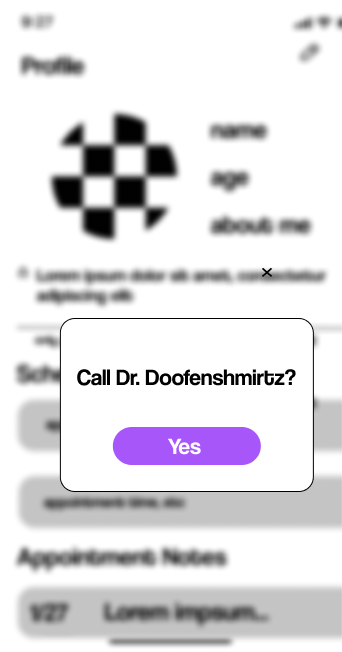 9:27
Profile
name
age
about me
Lorem ipsum dolor sit amet, consectetur
adipiscing elit
×
Call Dr. Doofenshmirtz?
Yes
appointment time, etc
Appointment Notes
1/27 Lorem impsum...